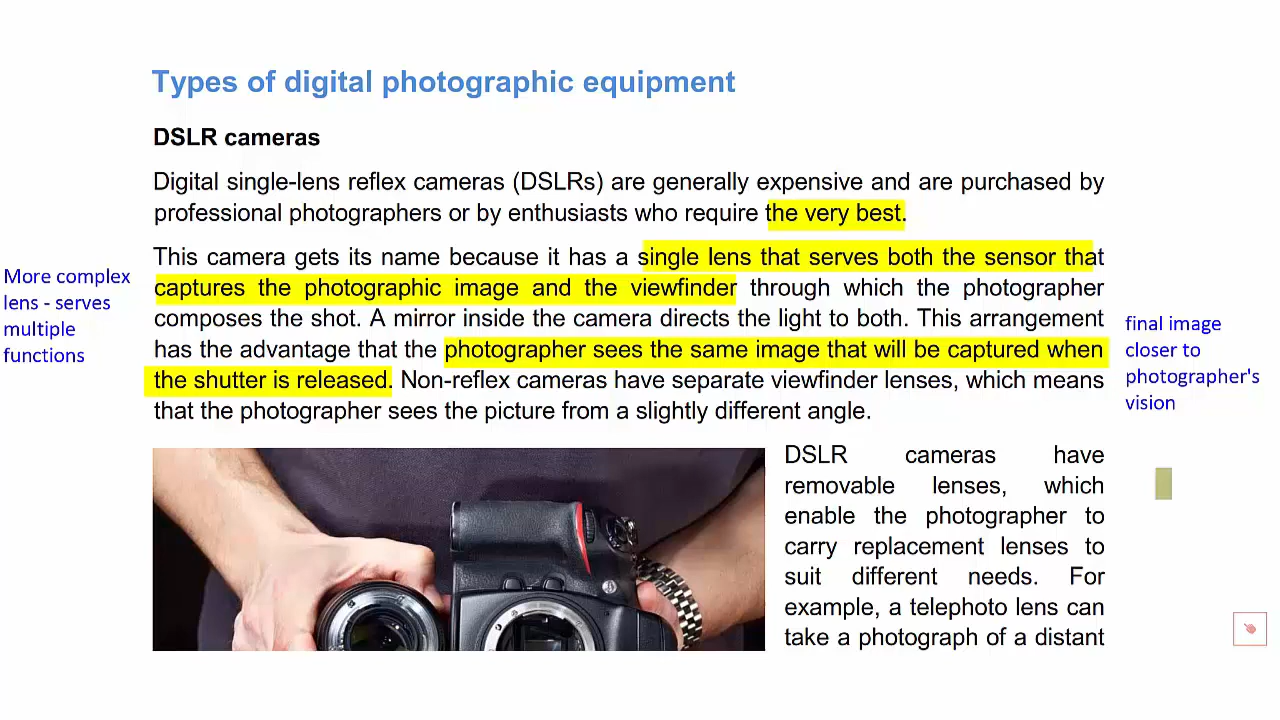 Types of digital photographic equipment
DSLR cameras
Digital single-lens reflex cameras (DSLRs) are generally expensive and are purchased by
professional photographers or by enthusiasts who require the very best.
This camera gets its name because it has a single lens that serves both the sensor that
captures the photographic image and the viewfinder through which the photographer
composes the shot. A mirror inside the camera directs the light to both. This arrangement
has the advantage that the photographer sees the same image that will be captured when
the shutter is released. Non-reflex cameras have separate viewfinder lenses, which means
that the photographer sees the picture from a slightly different angle.
More complex
lens - serves
multiple
functions
final image
closer to
photographer's
vision
DSLR cameras have
removable lenses, which
enable the photographer to
carry replacement lenses to
suit different needs. For
example, a telephoto lens can
take a photograph of a distant